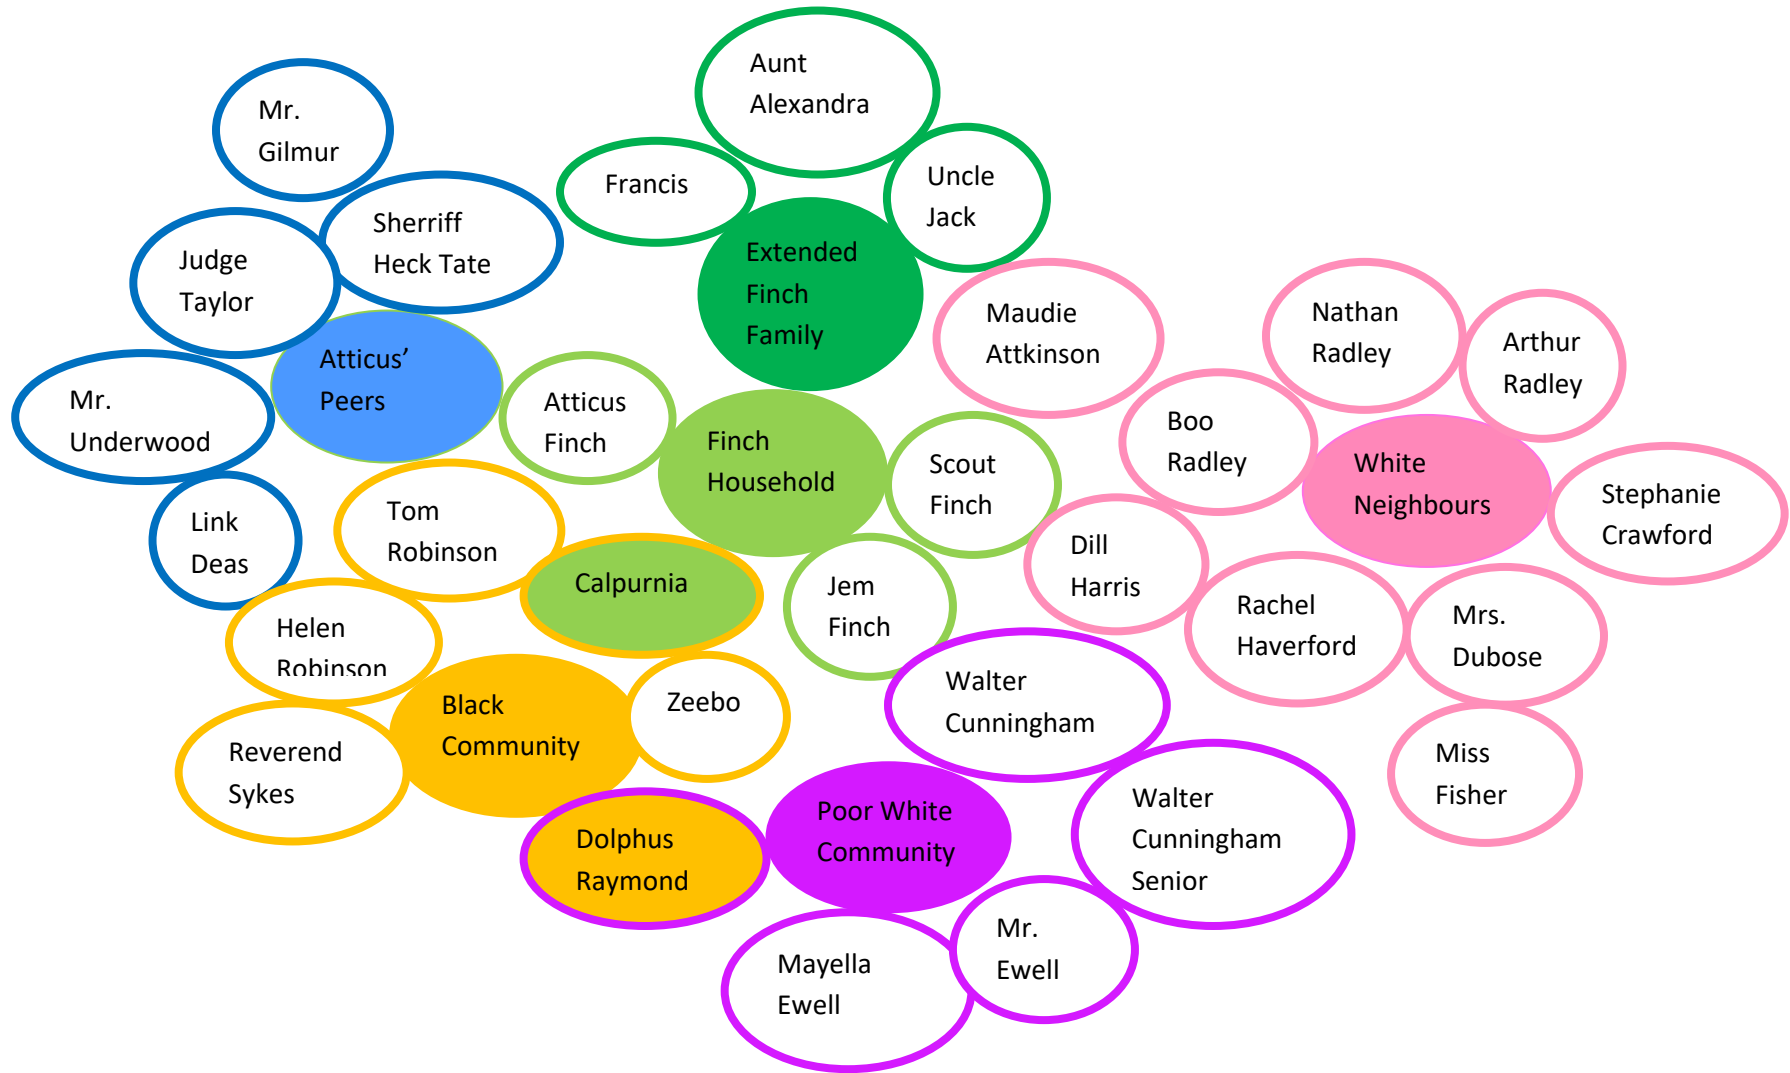 Aunt
Alexandra
Mr.
Gilmur
Francis
Uncle
Jack
Sherriff
Heck Tate
Judge
Taylor
Extended
Finch
Family
Maudie
Attkinson
Nathan
Radley
Arthur
Radley
Atticus’
Peers
Mr.
Underwood
Atticus
Finch
Finch
Household
Scout
Finch
Boo
Radley
White
Neighbours
Stephanie
Crawford
Link
Deas
Tom
Robinson
Calpurnia
Jem
Finch
Dill
Harris
Rachel
Haverford
Mrs.
Dubose
Helen
Robinson
Black
Community
Zeebo
Walter
Cunningham
Reverend
Sykes
Miss
Fisher
Dolphus
Raymond
Poor White
Community
Walter
Cunningham
Senior
Mayella
Ewell
Mr.
Ewell